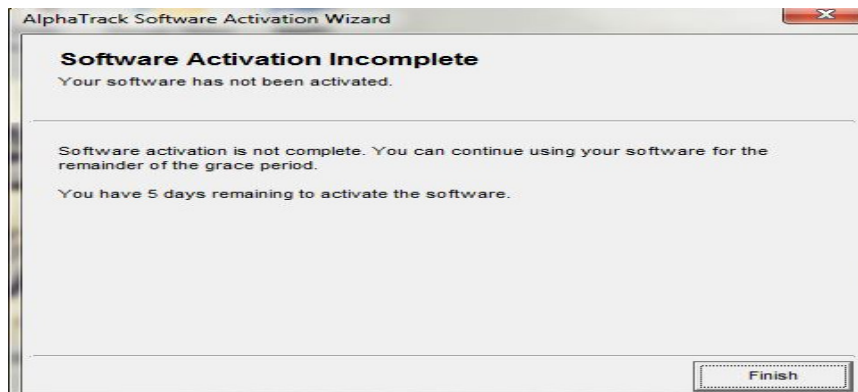 AlphaTrack Software Activation Wizard
Software Activation Incomplete
Your software has not been activated.
Software activation is not complete. You can continue using your software for the
remainder of the grace period.
You have 5 days remaining to activate the software.
Finish